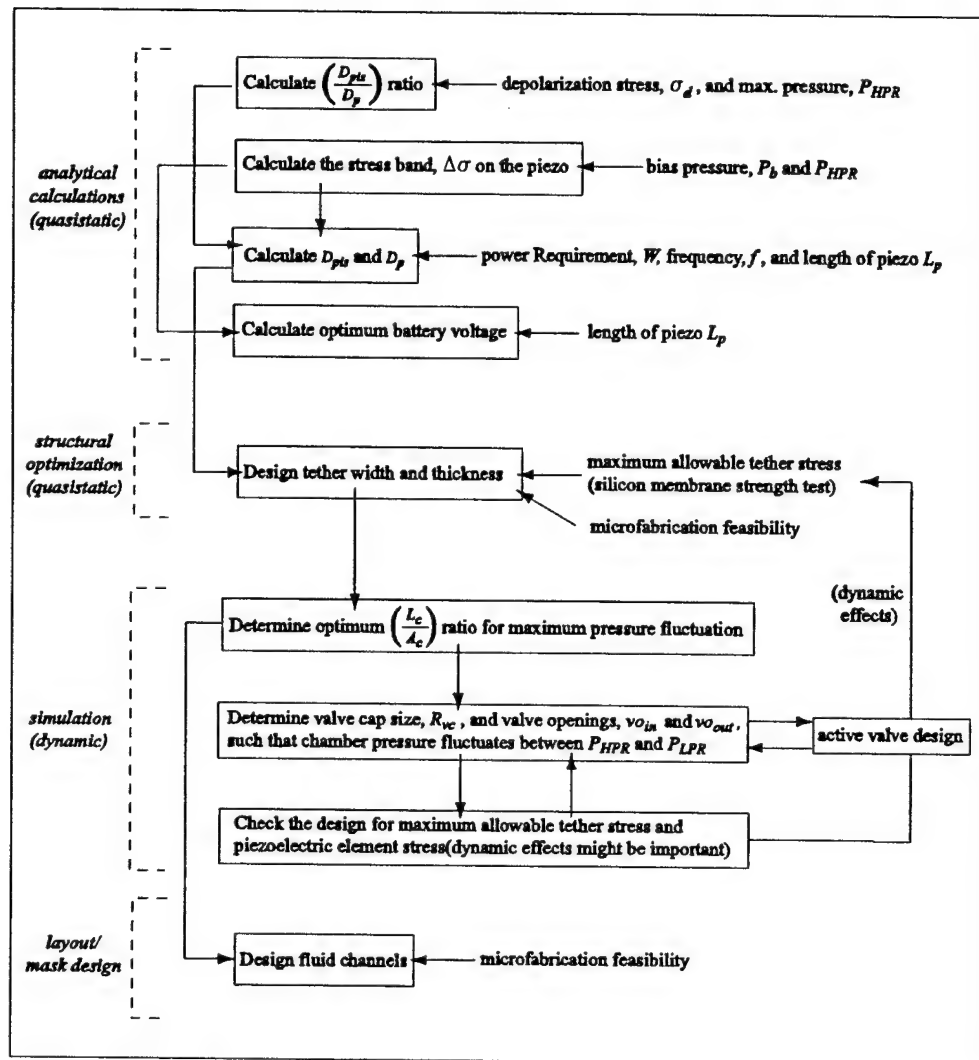 analytical
calculations
(quasistatic)
Calculate (D_pis / D_p) ratio
depolarization stress, σ_d, and max. pressure, P_HPR
Calculate the stress band, Δσ on the piezo
bias pressure, P_b and P_HPR
Calculate D_pis and D_p
power Requirement, W, frequency, f, and length of piezo L_p
Calculate optimum battery voltage
length of piezo L_p
structural
optimization
(quasistatic)
Design tether width and thickness
maximum allowable tether stress
(silicon membrane strength test)
microfabrication feasibility
(dynamic
effects)
simulation
(dynamic)
Determine optimum (L_c / A_c) ratio for maximum pressure fluctuation
Determine valve cap size, R_vc, and valve openings, vo_in and vo_out,
such that chamber pressure fluctuates between P_HPR and P_LPR
active valve design
Check the design for maximum allowable tether stress and
piezoelectric element stress(dynamic effects might be important)
layout/
mask design
Design fluid channels
microfabrication feasibility